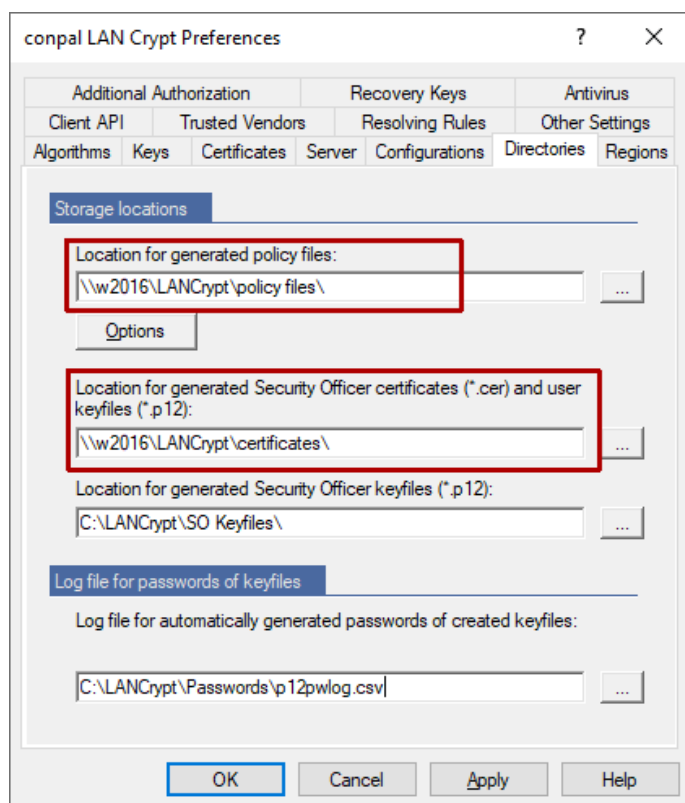 conpal LAN Crypt Preferences ?
Additional Authorization Recovery Keys Antivirus
Client API Trusted Vendors Resolving Rules Other Settings
Algorithms Keys Certificates Server Configurations Directories Regions
Storage locations
Location for generated policy files:
\\w2016\LANCrypt\policy files\
...
Options
Location for generated Security Officer certificates (*.cer) and user
keyfiles (*.p12):
\\w2016\LANCrypt\certificates\
...
Location for generated Security Officer keyfiles (*.p12):
C:\LANCrypt\SO Keyfiles\
...
Log file for passwords of keyfiles
Log file for automatically generated passwords of created keyfiles:
C:\LANCrypt\Passwords\p12pwlog.csv
...
OK Cancel Apply Help